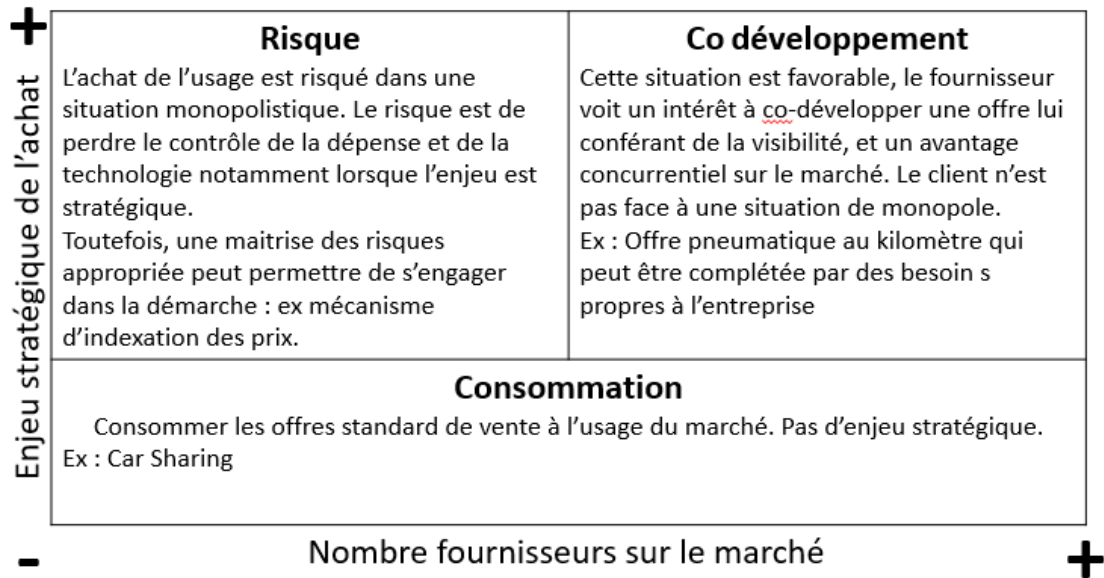 +
Enjeu stratégique de l'achat
Risque
L'achat de l'usage est risqué dans une
situation monopolistique. Le risque est de
perdre le contrôle de la dépense et de la
technologie notamment lorsque l'enjeu est
stratégique.
Toutefois, une maitrise des risques
appropriée peut permettre de s'engager
dans la démarche : ex mécanisme
d'indexation des prix.
Co développement
Cette situation est favorable, le fournisseur
voit un intérêt à co-développer une offre lui
conférant de la visibilité, et un avantage
concurrentiel sur le marché. Le client n'est
pas face à une situation de monopole.
Ex : Offre pneumatique au kilomètre qui
peut être complétée par des besoin s
propres à l'entreprise
Consommation
Consommer les offres standard de vente à l'usage du marché. Pas d'enjeu stratégique.
Ex : Car Sharing
-
Nombre fournisseurs sur le marché
+